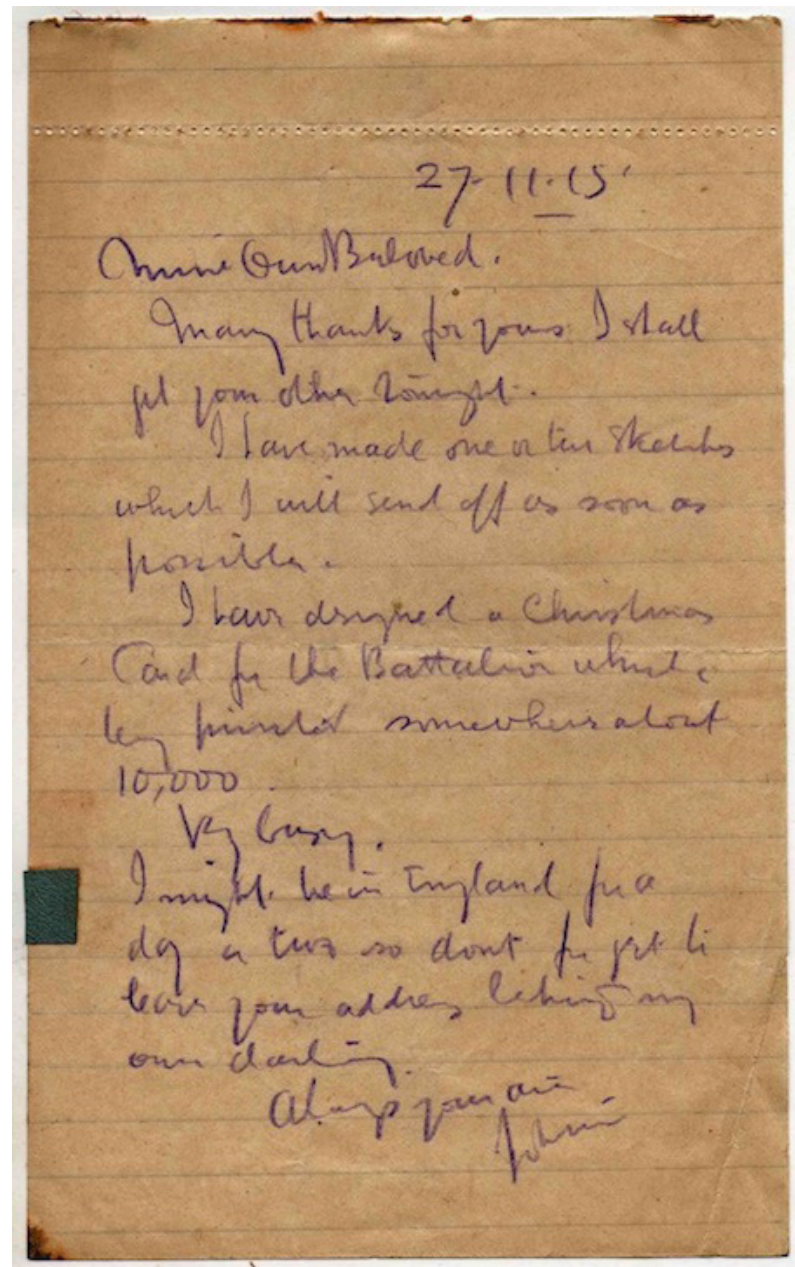 27-11-15
Mine Own Beloved.
Many thanks for yours I shall
get your other tonight.
I have made one or two sketches
which I will send off as soon as
possible.
I have designed a Christmas
Card for the Battalion which is
being printed somewhere about
10,000.
Very busy.
I might be in England for a
day or two so dont forget to
leave your address behind my
own darling.
Always your own